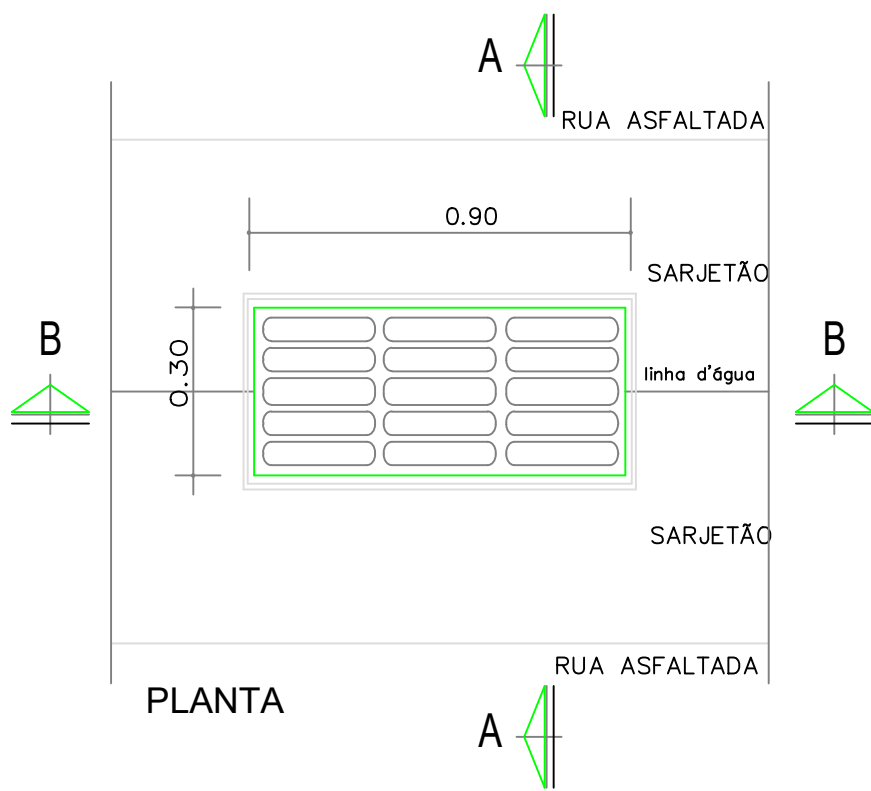 A
RUA ASFALTADA
0.90
SARJETÃO
0.30
B
B
linha d'água
SARJETÃO
RUA ASFALTADA
PLANTA
A